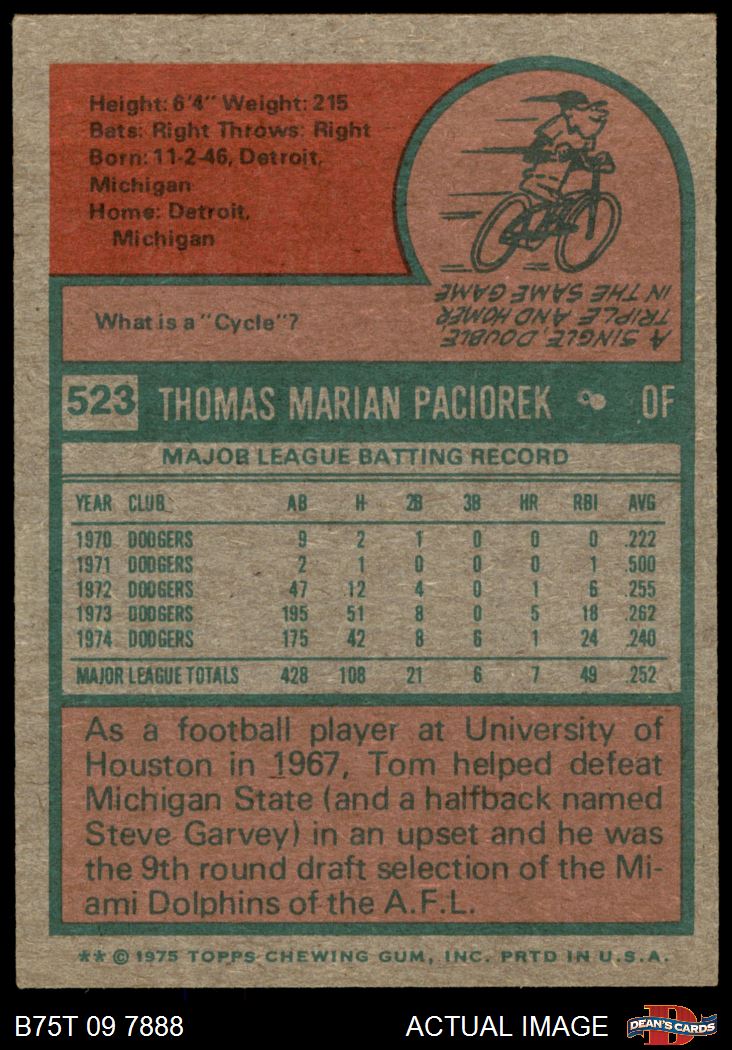 Height: 6'4" Weight: 215
Bats: Right Throws: Right
Born: 11-2-46, Detroit,
Michigan
Home: Detroit,
Michigan
What is a "Cycle"?
A SINGLE, DOUBLE,
TRIPLE AND HOMER
IN THE SAME GAME
523 THOMAS MARIAN PACIOREK OF
MAJOR LEAGUE BATTING RECORD
YEAR CLUB AB H 2B 3B HR RBI AVG
1970 DODGERS 9 2 1 0 0 0 .222
1971 DODGERS 2 1 0 0 0 1 .500
1972 DODGERS 47 12 4 0 1 6 .255
1973 DODGERS 195 51 8 0 5 18 .262
1974 DODGERS 175 42 8 6 1 24 .240
MAJOR LEAGUE TOTALS 428 108 21 6 7 49 .252
As a football player at University of
Houston in 1967, Tom helped defeat
Michigan State (and a halfback named
Steve Garvey) in an upset and he was
the 9th round draft selection of the Mi-
ami Dolphins of the A.F.L.
** © 1975 TOPPS CHEWING GUM, INC. PRTD IN U.S.A.
B75T 09 7888 ACTUAL IMAGE
D
DEAN'S CARDS